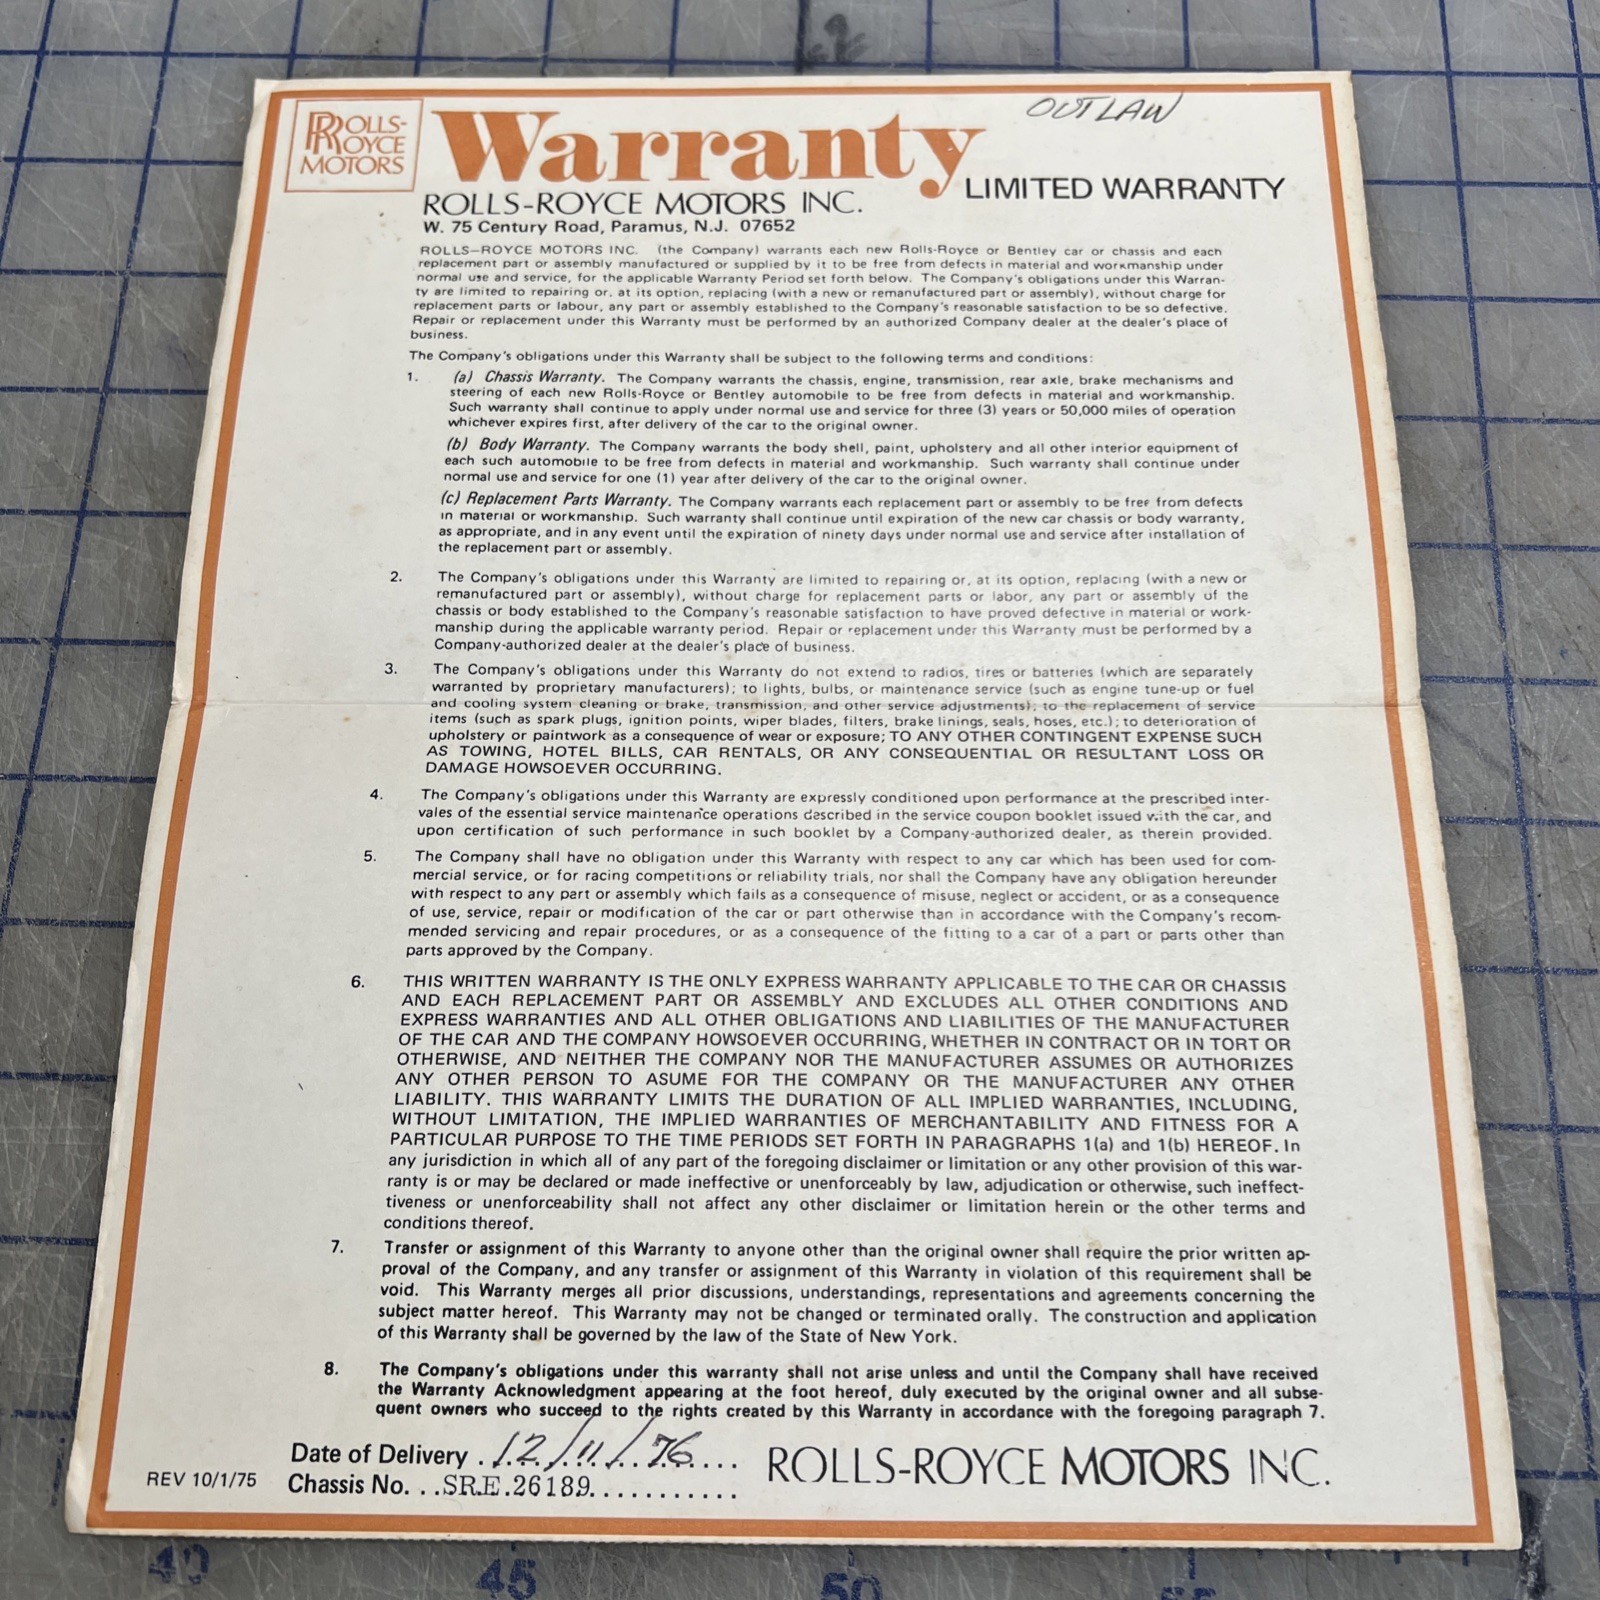 OUTLAW
ROLLS-
ROYCE
MOTORS
Warranty
LIMITED WARRANTY
ROLLS-ROYCE MOTORS INC.
W. 75 Century Road, Paramus, N.J. 07652
ROLLS-ROYCE MOTORS INC. (the Company) warrants each new Rolls-Royce or Bentley car or chassis and each
replacement part or assembly manufactured or supplied by it to be free from defects in material and workmanship under
normal use and service, for the applicable Warranty Period set forth below. The Company's obligations under this Warran-
ty are limited to repairing or, at its option, replacing (with a new or remanufactured part or assembly), without charge for
replacement parts or labour, any part or assembly established to the Company's reasonable satisfaction to be so defective.
Repair or replacement under this Warranty must be performed by an authorized Company dealer at the dealer's place of
business.
The Company's obligations under this Warranty shall be subject to the following terms and conditions:
1. (a) Chassis Warranty. The Company warrants the chassis, engine, transmission, rear axle, brake mechanisms and
steering of each new Rolls-Royce or Bentley automobile to be free from defects in material and workmanship.
Such warranty shall continue to apply under normal use and service for three (3) years or 50,000 miles of operation
whichever expires first, after delivery of the car to the original owner.
(b) Body Warranty. The Company warrants the body shell, paint, upholstery and all other interior equipment of
each such automobile to be free from defects in material and workmanship. Such warranty shall continue under
normal use and service for one (1) year after delivery of the car to the original owner.
(c) Replacement Parts Warranty. The Company warrants each replacement part or assembly to be free from defects
in material or workmanship. Such warranty shall continue until expiration of the new car chassis or body warranty,
as appropriate, and in any event until the expiration of ninety days under normal use and service after installation of
the replacement part or assembly.
2. The Company's obligations under this Warranty are limited to repairing or, at its option, replacing (with a new or
remanufactured part or assembly), without charge for replacement parts or labor, any part or assembly of the
chassis or body established to the Company's reasonable satisfaction to have proved defective in material or work-
manship during the applicable warranty period. Repair or replacement under this Warranty must be performed by a
Company-authorized dealer at the dealer's place of business.
3. The Company's obligations under this Warranty do not extend to radios, tires or batteries (which are separately
warranted by proprietary manufacturers); to lights, bulbs, or maintenance service (such as engine tune-up or fuel
and cooling system cleaning or brake, transmission, and other service adjustments); to the replacement of service
items (such as spark plugs, ignition points, wiper blades, filters, brake linings, seals, hoses, etc.); to deterioration of
upholstery or paintwork as a consequence of wear or exposure; TO ANY OTHER CONTINGENT EXPENSE SUCH
AS TOWING, HOTEL BILLS, CAR RENTALS, OR ANY CONSEQUENTIAL OR RESULTANT LOSS OR
DAMAGE HOWSOEVER OCCURRING.
4. The Company's obligations under this Warranty are expressly conditioned upon performance at the prescribed inter-
vales of the essential service maintenance operations described in the service coupon booklet issued with the car, and
upon certification of such performance in such booklet by a Company-authorized dealer, as therein provided.
5. The Company shall have no obligation under this Warranty with respect to any car which has been used for com-
mercial service, or for racing competitions or reliability trials, nor shall the Company have any obligation hereunder
with respect to any part or assembly which fails as a consequence of misuse, neglect or accident, or as a consequence
of use, service, repair or modification of the car or part otherwise than in accordance with the Company's recom-
mended servicing and repair procedures, or as a consequence of the fitting to a car of a part or parts other than
parts approved by the Company.
6. THIS WRITTEN WARRANTY IS THE ONLY EXPRESS WARRANTY APPLICABLE TO THE CAR OR CHASSIS
AND EACH REPLACEMENT PART OR ASSEMBLY AND EXCLUDES ALL OTHER CONDITIONS AND
EXPRESS WARRANTIES AND ALL OTHER OBLIGATIONS AND LIABILITIES OF THE MANUFACTURER
OF THE CAR AND THE COMPANY HOWSOEVER OCCURRING, WHETHER IN CONTRACT OR IN TORT OR
OTHERWISE, AND NEITHER THE COMPANY NOR THE MANUFACTURER ASSUMES OR AUTHORIZES
ANY OTHER PERSON TO ASUME FOR THE COMPANY OR THE MANUFACTURER ANY OTHER
LIABILITY. THIS WARRANTY LIMITS THE DURATION OF ALL IMPLIED WARRANTIES, INCLUDING,
WITHOUT LIMITATION, THE IMPLIED WARRANTIES OF MERCHANTABILITY AND FITNESS FOR A
PARTICULAR PURPOSE TO THE TIME PERIODS SET FORTH IN PARAGRAPHS 1(a) and 1(b) HEREOF. In
any jurisdiction in which all of any part of the foregoing disclaimer or limitation or any other provision of this war-
ranty is or may be declared or made ineffective or unenforceably by law, adjudication or otherwise, such ineffect-
tiveness or unenforceability shall not affect any other disclaimer or limitation herein or the other terms and
conditions thereof.
7. Transfer or assignment of this Warranty to anyone other than the original owner shall require the prior written ap-
proval of the Company, and any transfer or assignment of this Warranty in violation of this requirement shall be
void. This Warranty merges all prior discussions, understandings, representations and agreements concerning the
subject matter hereof. This Warranty may not be changed or terminated orally. The construction and application
of this Warranty shall be governed by the law of the State of New York.
8. The Company's obligations under this warranty shall not arise unless and until the Company shall have received
the Warranty Acknowledgment appearing at the foot hereof, duly executed by the original owner and all subse-
quent owners who succeed to the rights created by this Warranty in accordance with the foregoing paragraph 7.
Date of Delivery . 12/11/76 ....
ROLLS-ROYCE MOTORS INC.
REV 10/1/75
Chassis No. . .SRE.26189. . . . . . . . . . .
40
45
50
55